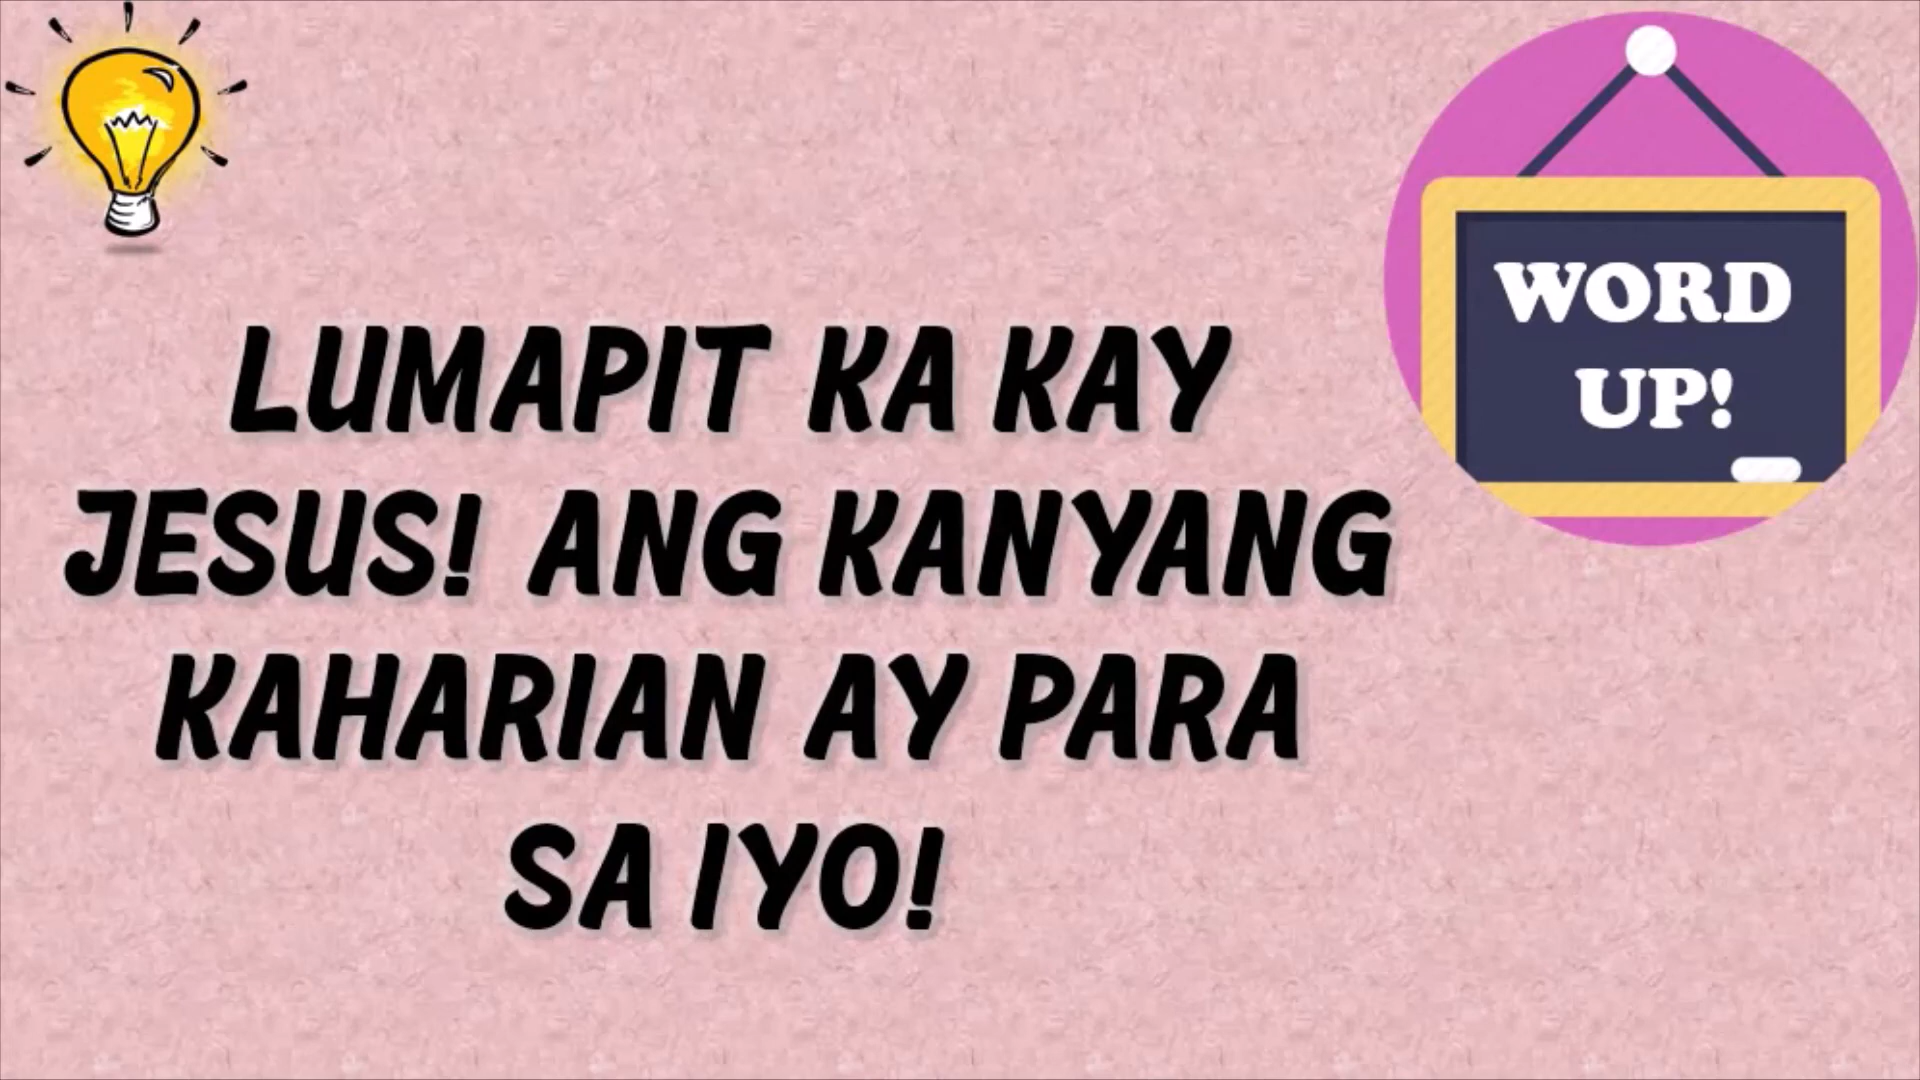 WORD
UP!
LUMAPIT KA KAY
JESUS! ANG KANYANG
KAHARIAN AY PARA
SA IYO!